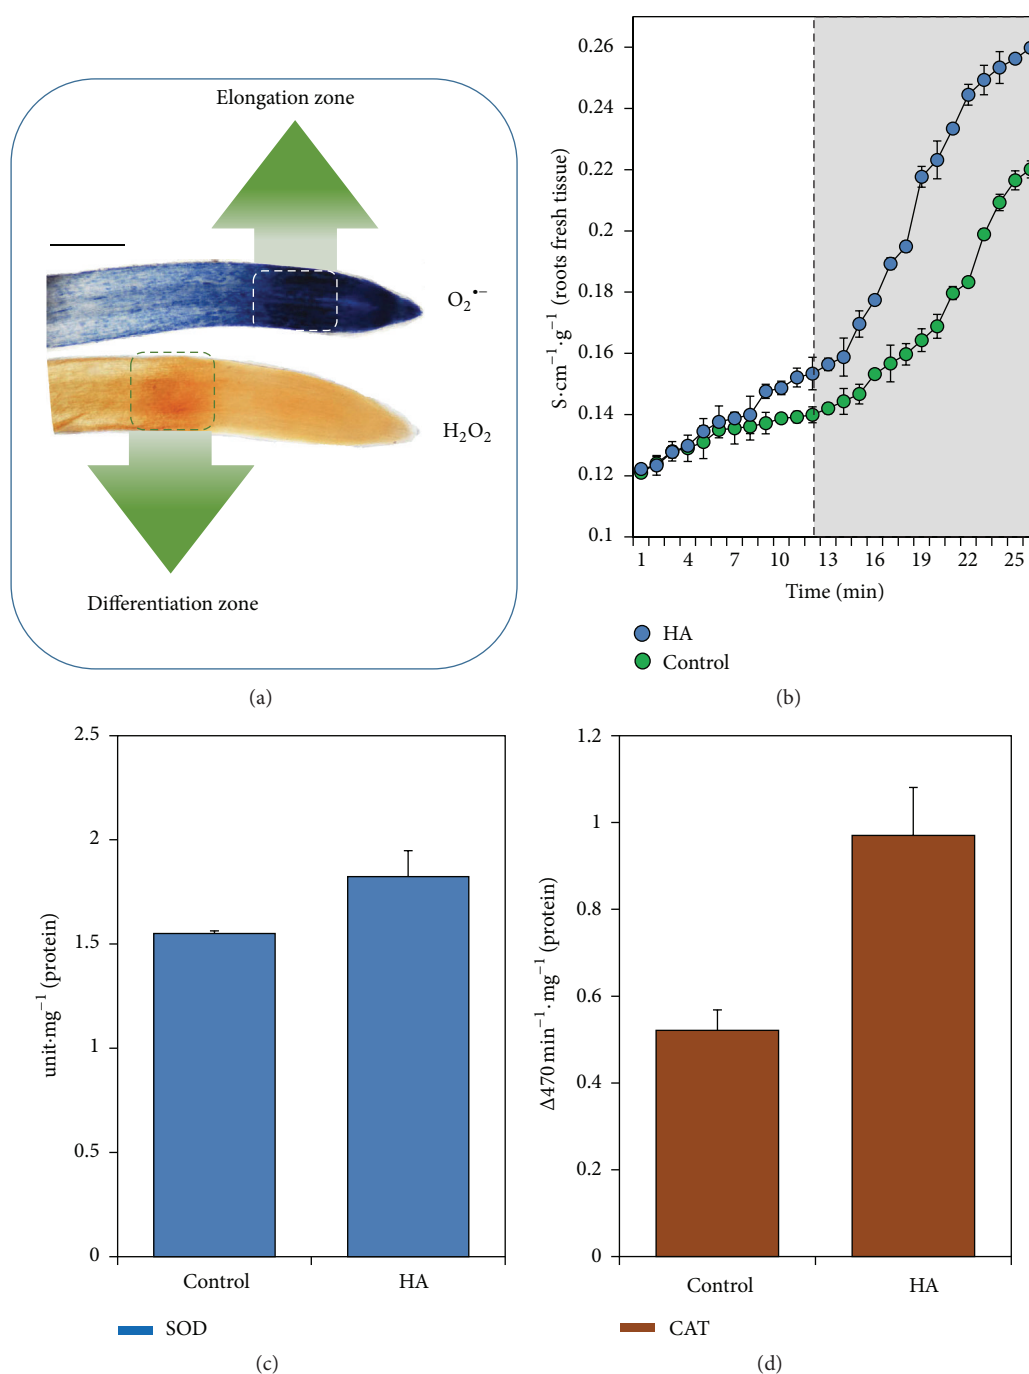 Elongation zone
O₂•−
H₂O₂
Differentiation zone
(a)
S·cm⁻¹·g⁻¹ (roots fresh tissue)
0.26
0.24
0.22
0.2
0.18
0.16
0.14
0.12
0.1
1 4 7 10 13 16 19 22 25
Time (min)
HA
Control
(b)
unit·mg⁻¹ (protein)
2.5
2
1.5
1
0.5
0
Control HA
SOD
(c)
Δ470 min⁻¹·mg⁻¹ (protein)
1.2
1
0.8
0.6
0.4
0.2
0
Control HA
CAT
(d)